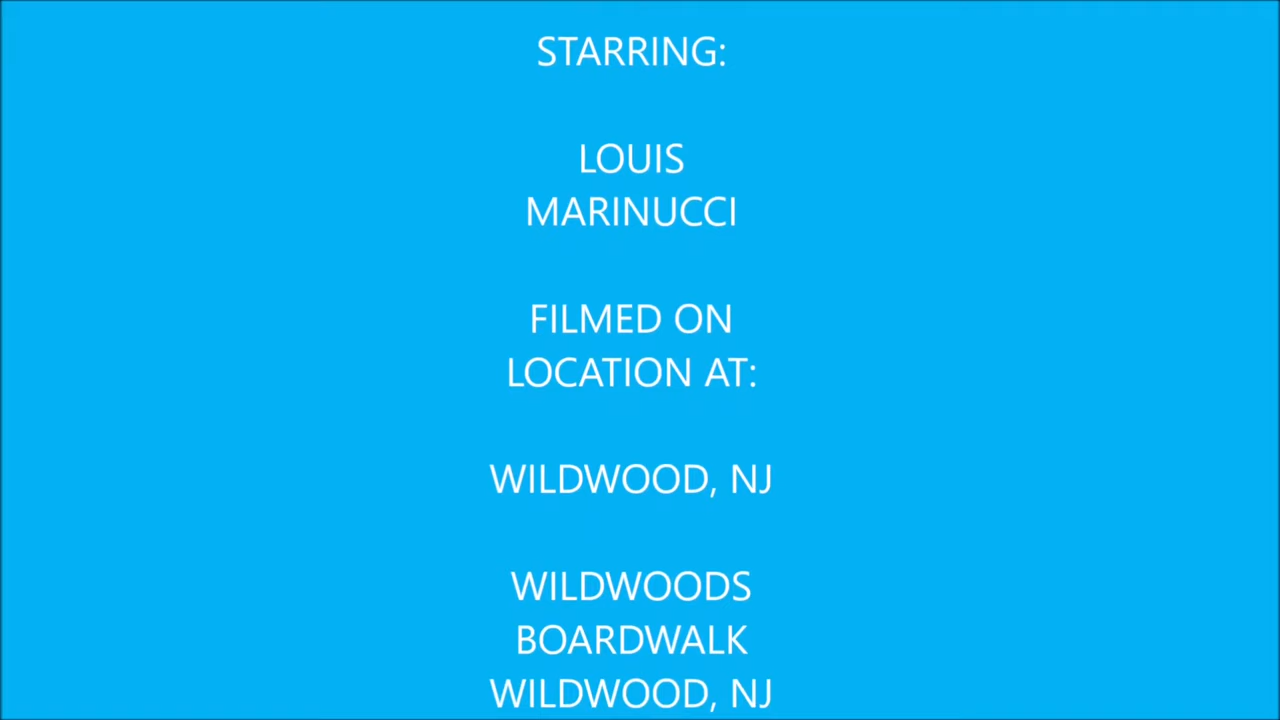 STARRING:
LOUIS
MARINUCCI
FILMED ON
LOCATION AT:
WILDWOOD, NJ
WILDWOODS
BOARDWALK
WILDWOOD, NJ